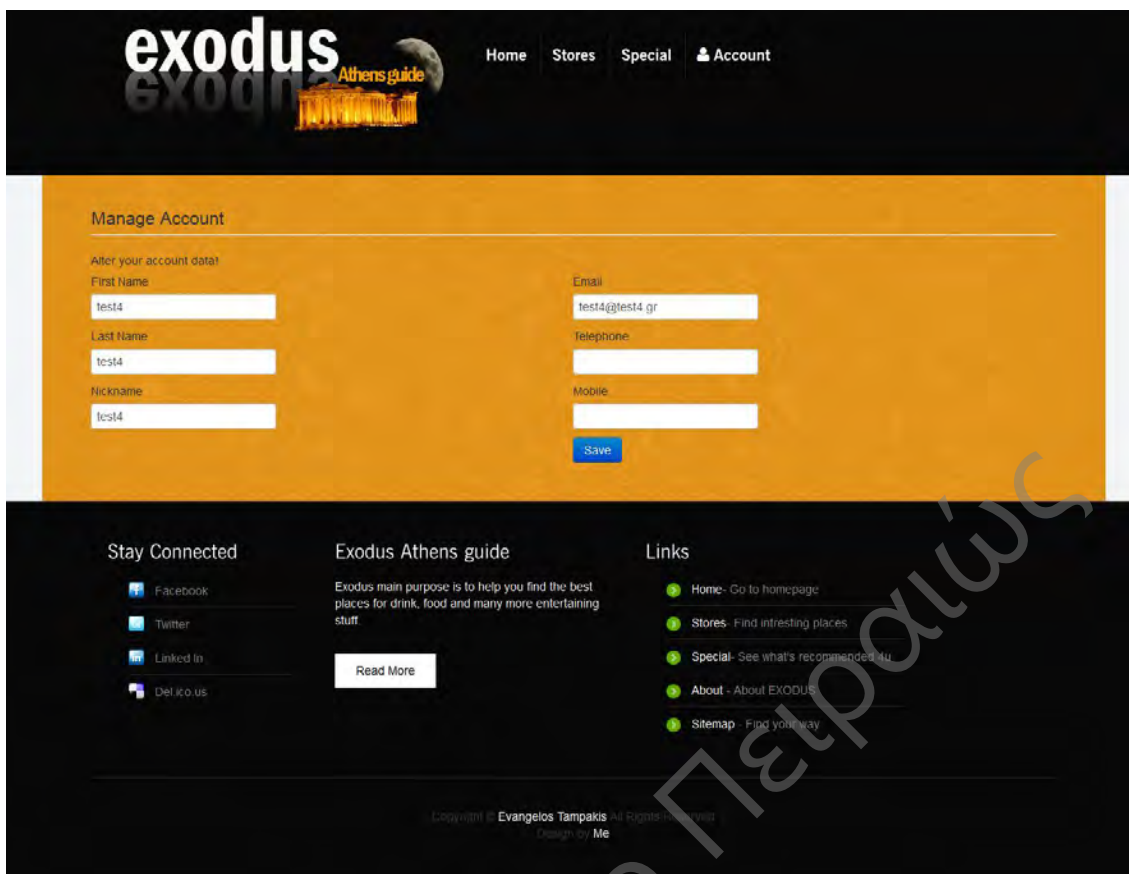 exodus
Athens guide
Home Stores Special Account
Manage Account
Alter your account data!
First Name
test4
Last Name
test4
Nickname
test4
Email
test4@test4.gr
Telephone
Mobile
Save
Stay Connected
Facebook
Twitter
Linked In
Del.ico.us
Exodus Athens guide
Exodus main purpose is to help you find the best
places for drink, food and many more entertaining
stuff.
Read More
Links
Home- Go to homepage
Stores- Find intresting places
Special- See what's recommended 4u
About - About EXODUS
Sitemap - Find your way
Copyright © Evangelos Tampakis All Rights Reserved
Design by Me
ο Πειραιώς